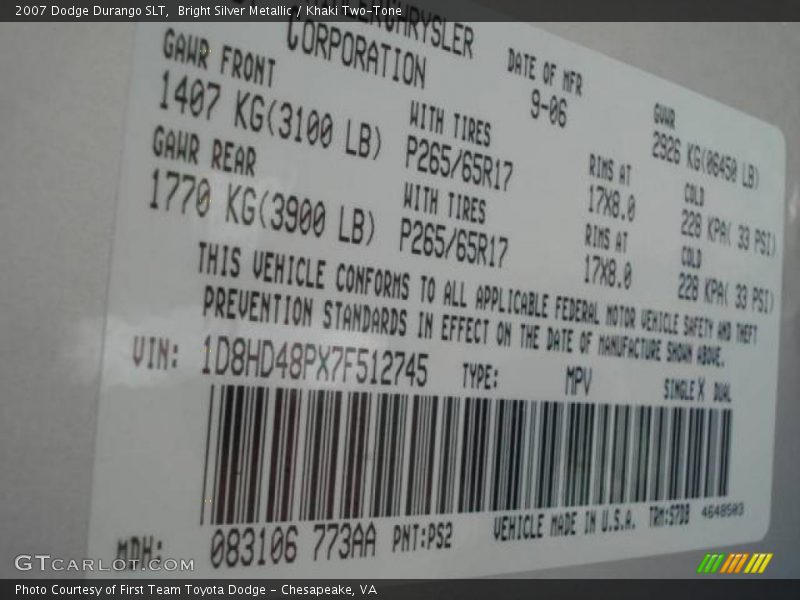 2007 Dodge Durango SLT, Bright Silver Metallic / Khaki Two-Tone
CORPORATION
DATE OF MFR
9-06
GVWR
2926 KG(06450 LB)
GAWR FRONT
1407 KG(3100 LB)
WITH TIRES
P265/65R17
RIMS AT
17X8.0
COLD
228 KPA( 33 PSI)
GAWR REAR
1770 KG(3900 LB)
WITH TIRES
P265/65R17
RIMS AT
17X8.0
COLD
228 KPA( 33 PSI)
THIS VEHICLE CONFORMS TO ALL APPLICABLE FEDERAL MOTOR VEHICLE SAFETY AND THEFT
PREVENTION STANDARDS IN EFFECT ON THE DATE OF MANUFACTURE SHOWN ABOVE.
VIN: 1D8HD48PX7F512745 TYPE: MPV SINGLE X DUAL
MDH: 083106 773AA PNT:PS2 VEHICLE MADE IN U.S.A. TRM:S7DB 4648503
GTCARLOT.COM
Photo Courtesy of First Team Toyota Dodge - Chesapeake, VA